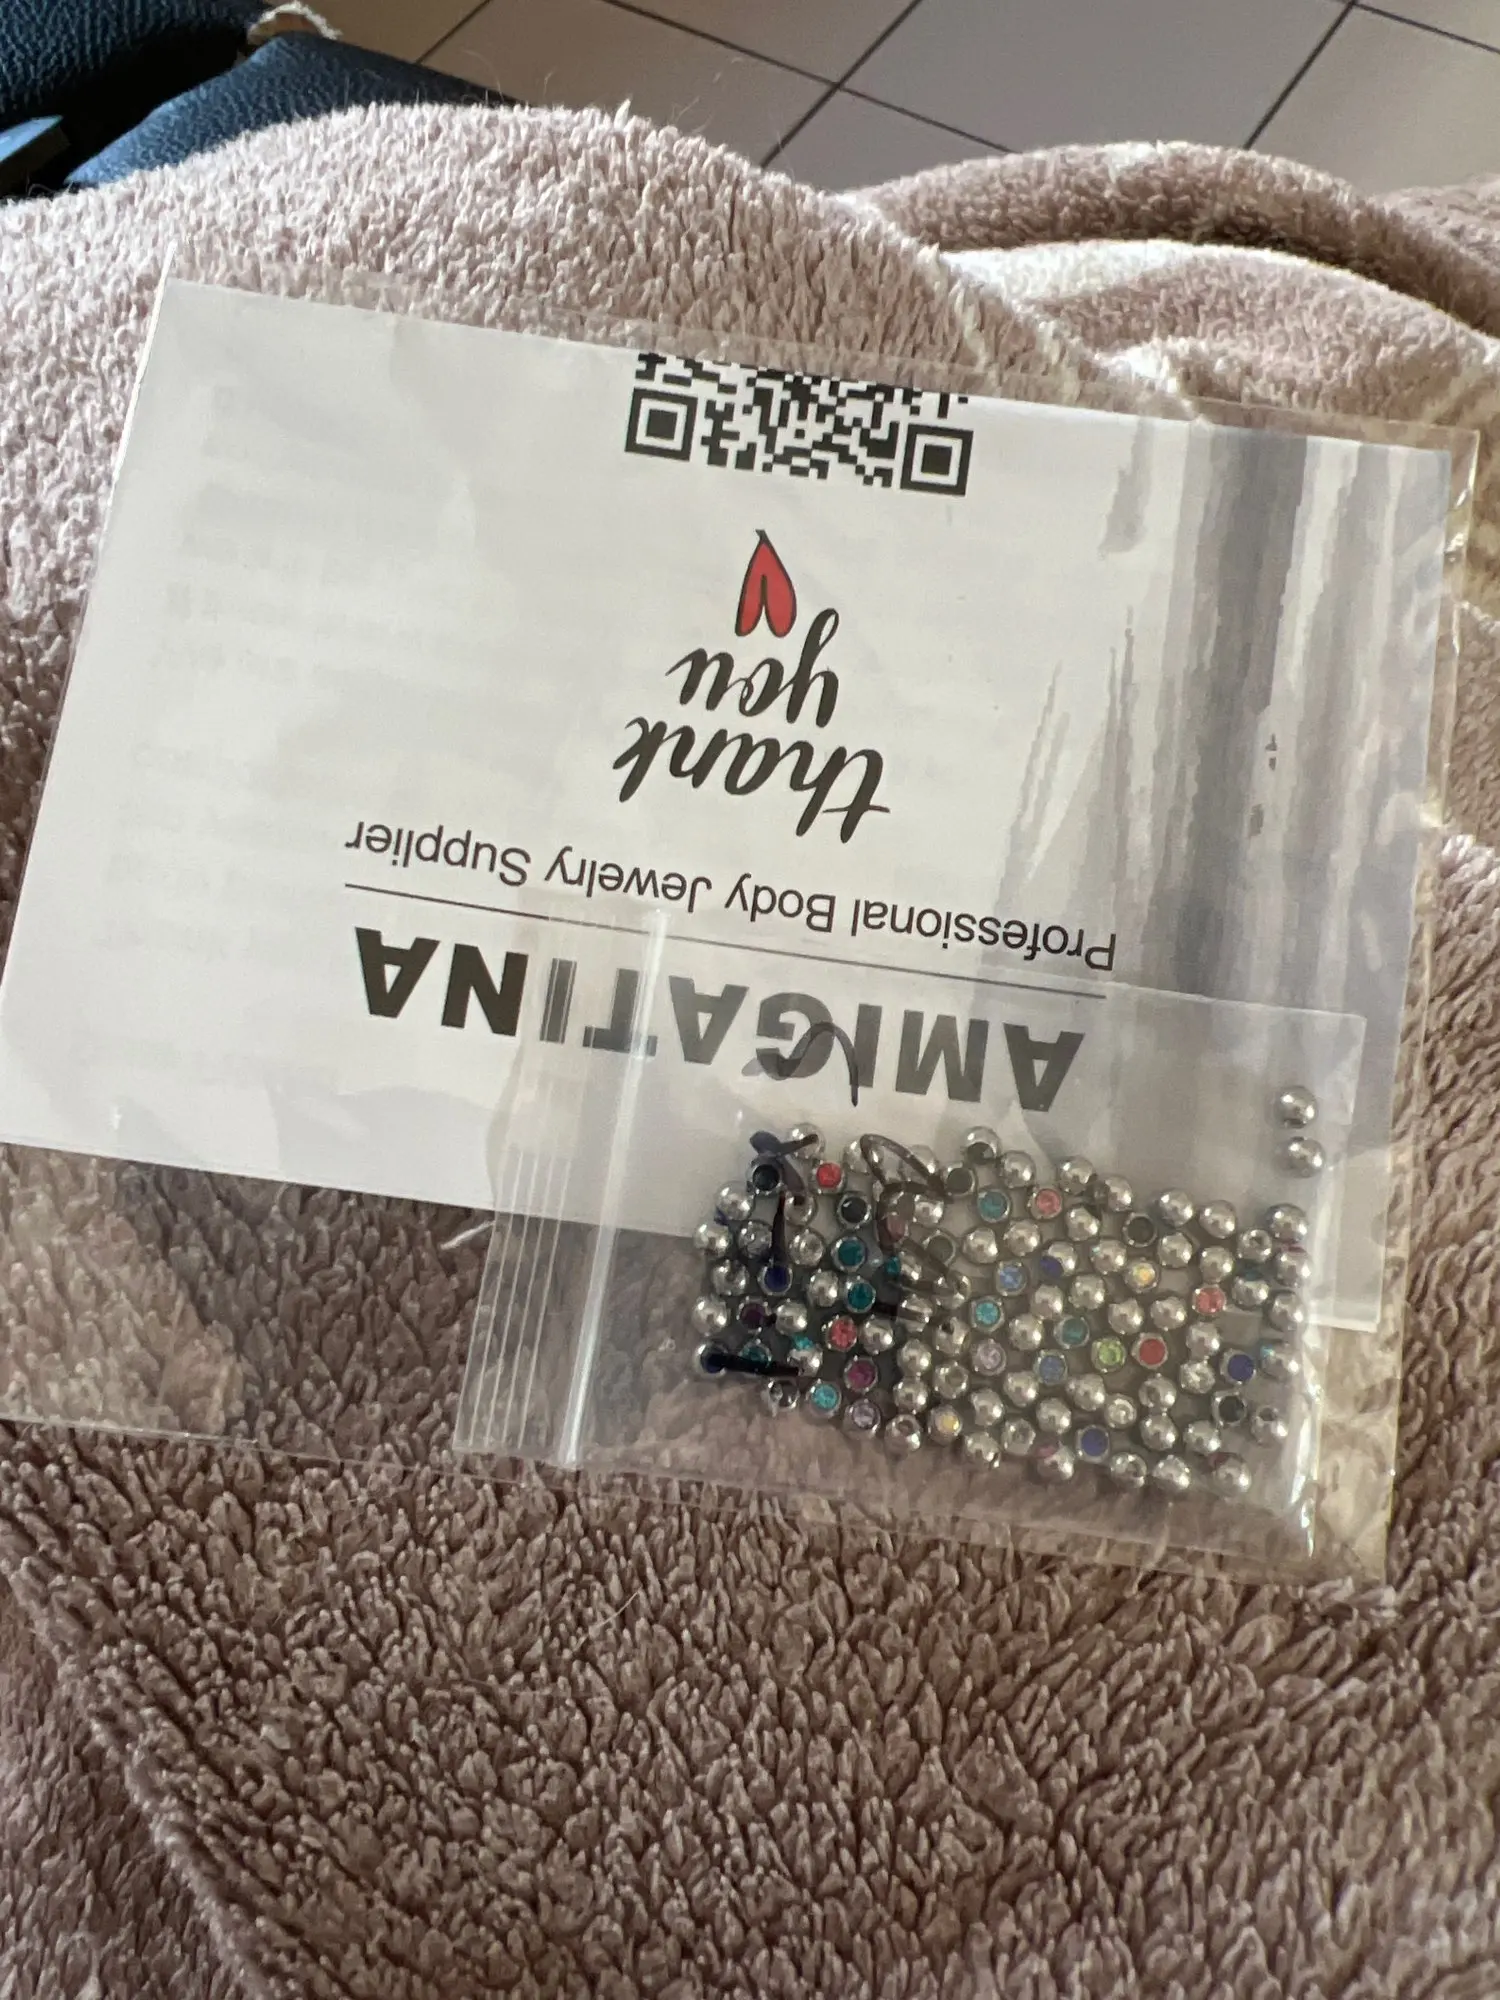 AMIGATINA
Professional Body Jewelry Supplier
thank
you